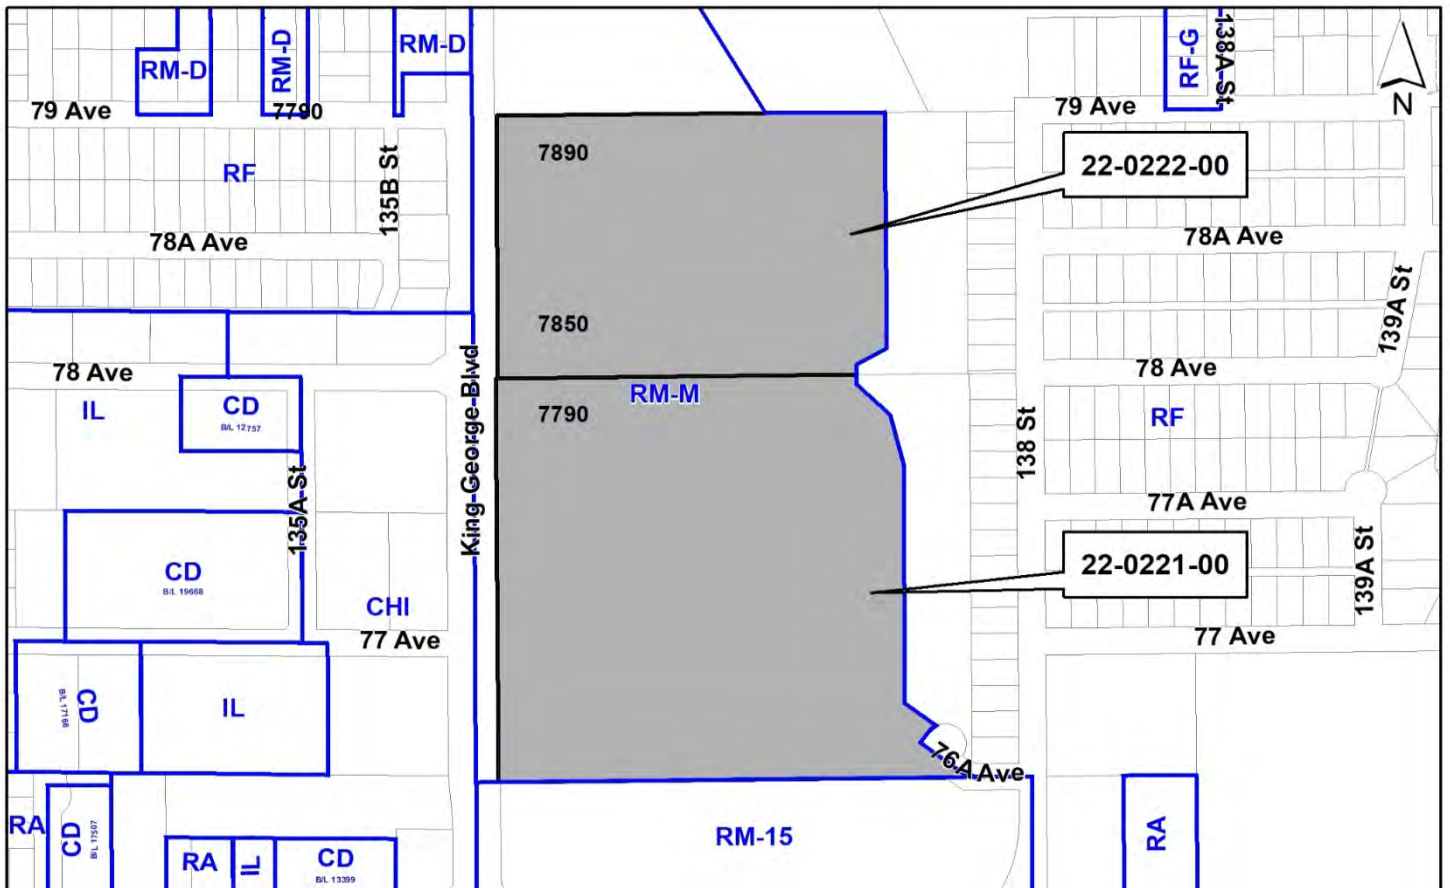 RM-D
RM-D
RM-D
RF-G
138A St
79 Ave
7790
79 Ave
N
7890
22-0222-00
RF
135B St
78A Ave
78A Ave
7850
139A St
78 Ave
78 Ave
King George Blvd
RM-M
IL
CD
B/L 12757
7790
RF
138 St
135A St
77A Ave
CD
B/L 19668
22-0221-00
139A St
CHI
77 Ave
77 Ave
CD
B/L 17166
IL
76A Ave
RA
CD
B/L 17507
RM-15
RA
RA
IL
CD
B/L 13399